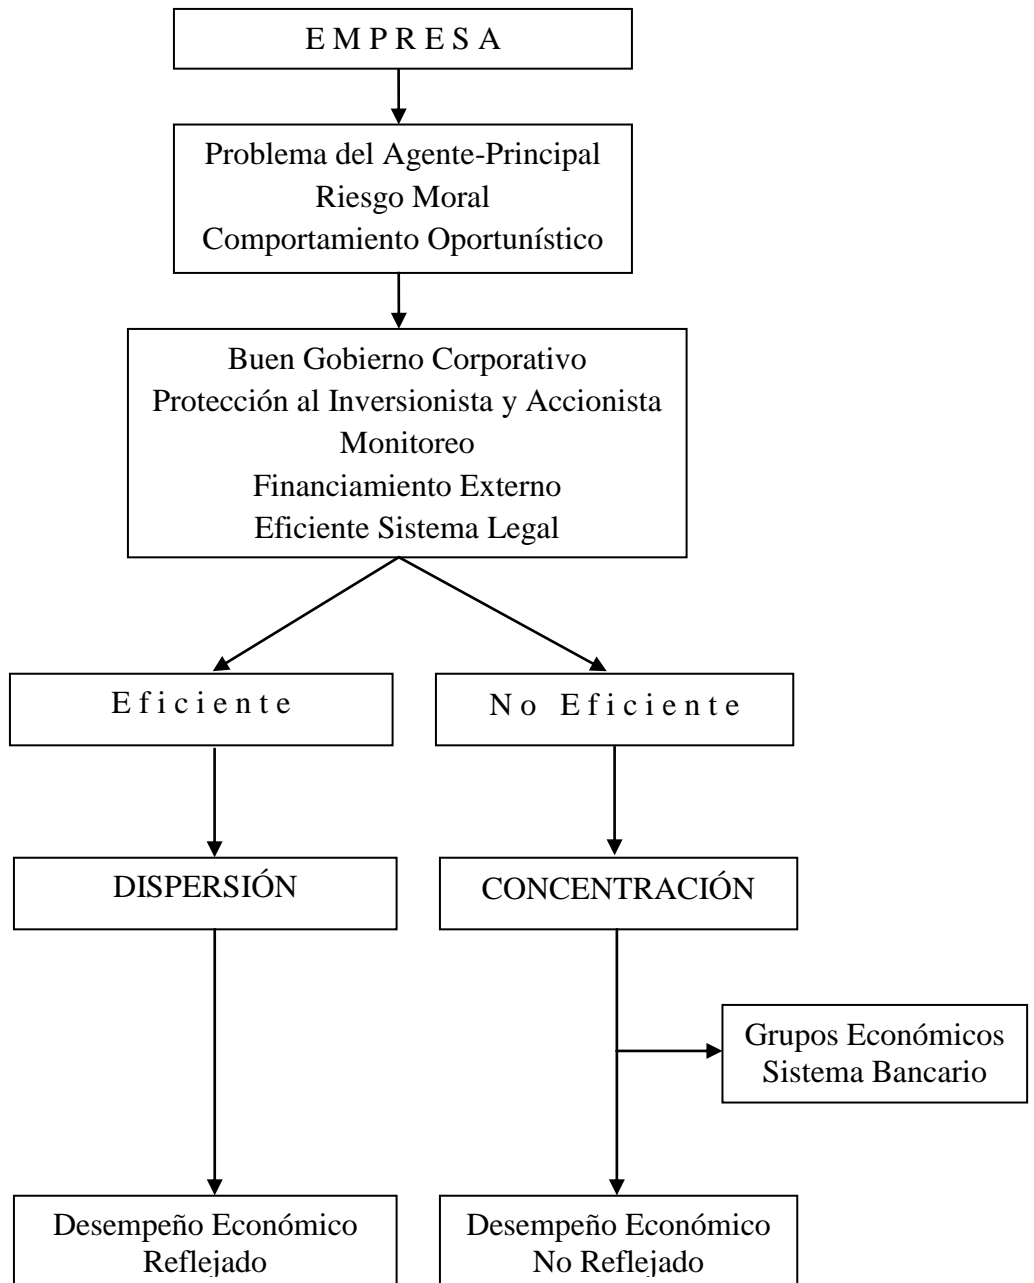 E M P R E S A
Problema del Agente-Principal
Riesgo Moral
Comportamiento Oportunístico
Buen Gobierno Corporativo
Protección al Inversionista y Accionista
Monitoreo
Financiamiento Externo
Eficiente Sistema Legal
E f i c i e n t e
N o   E f i c i e n t e
DISPERSIÓN
CONCENTRACIÓN
Grupos Económicos
Sistema Bancario
Desempeño Económico
Reflejado
Desempeño Económico
No Reflejado